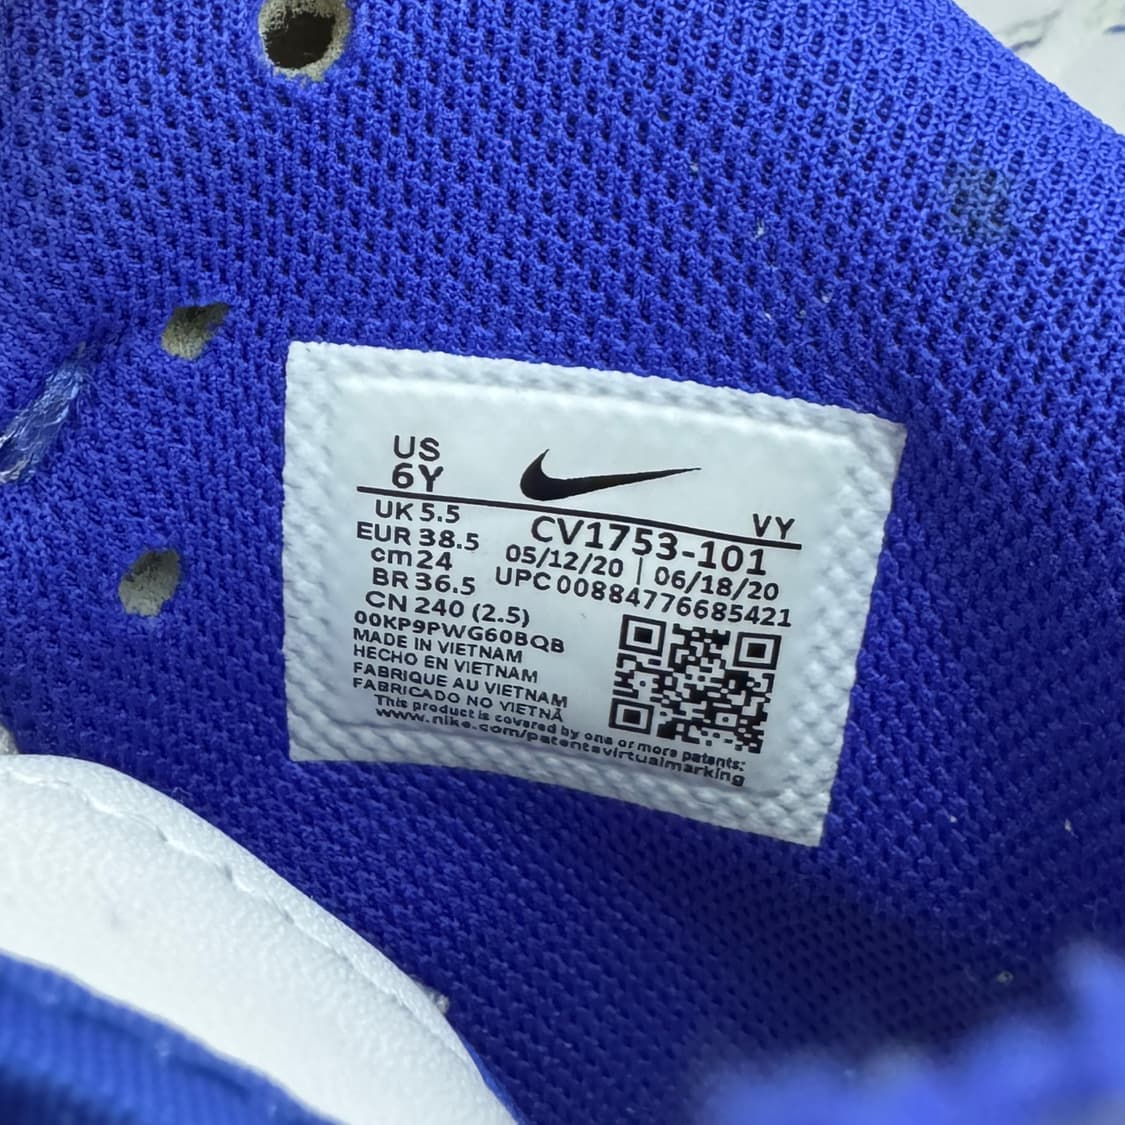 US
6Y
VY
UK 5.5
EUR 38.5
cm 24
BR 36.5
CN 240 (2.5)
CV1753-101
05/12/20 | 06/18/20
UPC 00884776685421
00KP9PWG60BQB
MADE IN VIETNAM
HECHO EN VIETNAM
FABRIQUE AU VIETNAM
FABRICADO NO VIETNÃ
This product is covered by one or more patents:
www.nike.com/patentsvirtualmarking